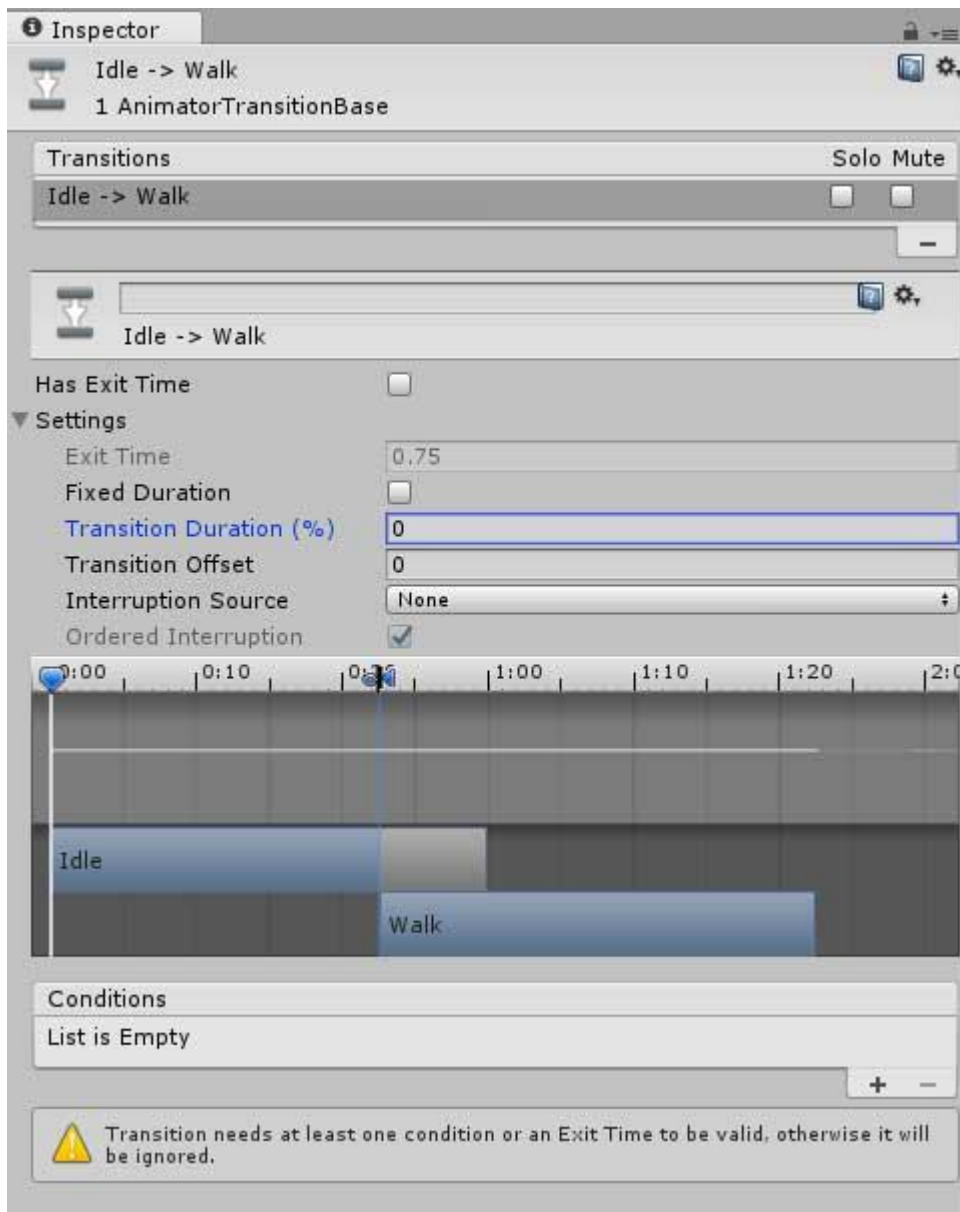 Inspector
Idle -> Walk
1 AnimatorTransitionBase
Transitions Solo Mute
Idle -> Walk
Idle -> Walk
Has Exit Time
Settings
Exit Time 0.75
Fixed Duration
Transition Duration (%) 0
Transition Offset 0
Interruption Source None
Ordered Interruption
0:00 0:10 1:00 1:10 1:20
Idle
Walk
Conditions
List is Empty
Transition needs at least one condition or an Exit Time to be valid, otherwise it will
be ignored.